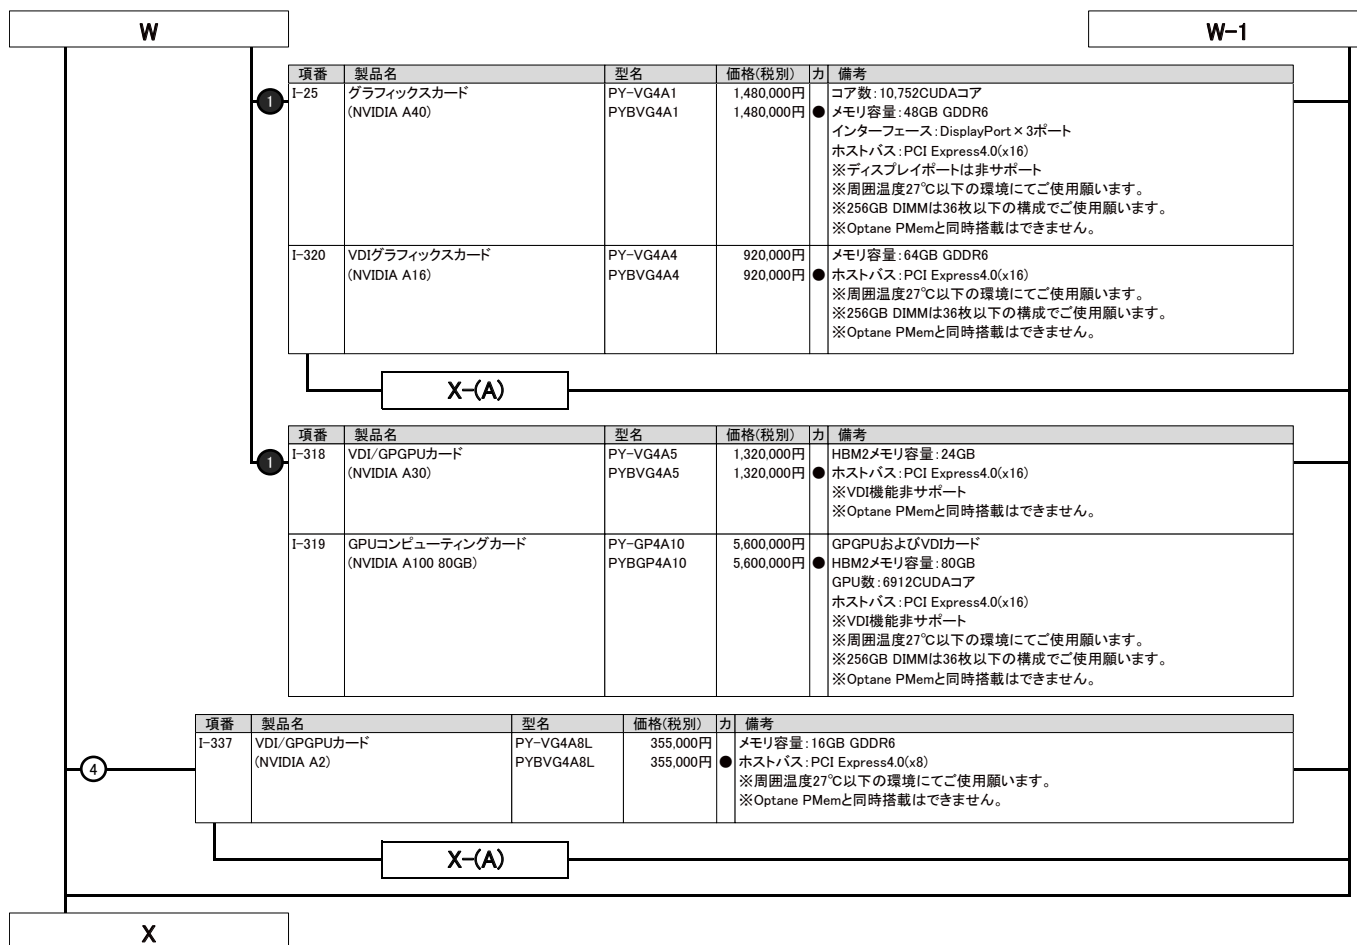 W
W-1
項番 製品名 型名 価格(税別) カ 備考
1
I-25 グラフィックスカード PY-VG4A1 1,480,000円 コア数:10,752CUDAコア
(NVIDIA A40) PYBVG4A1 1,480,000円 ● メモリ容量:48GB GDDR6
インターフェース:DisplayPort×3ポート
ホストバス:PCI Express4.0(x16)
※ディスプレイポートは非サポート
※周囲温度27℃以下の環境にてご使用願います。
※256GB DIMMは36枚以下の構成でご使用願います。
※Optane PMemと同時搭載はできません。
I-320 VDIグラフィックスカード PY-VG4A4 920,000円 メモリ容量:64GB GDDR6
(NVIDIA A16) PYBVG4A4 920,000円 ● ホストバス:PCI Express4.0(x16)
※周囲温度27℃以下の環境にてご使用願います。
※256GB DIMMは36枚以下の構成でご使用願います。
※Optane PMemと同時搭載はできません。
X-(A)
項番 製品名 型名 価格(税別) カ 備考
1
I-318 VDI/GPGPUカード PY-VG4A5 1,320,000円 HBM2メモリ容量:24GB
(NVIDIA A30) PYBVG4A5 1,320,000円 ● ホストバス:PCI Express4.0(x16)
※VDI機能非サポート
※Optane PMemと同時搭載はできません。
I-319 GPUコンピューティングカード PY-GP4A10 5,600,000円 GPGPUおよびVDIカード
(NVIDIA A100 80GB) PYBGP4A10 5,600,000円 ● HBM2メモリ容量:80GB
GPU数:6912CUDAコア
ホストバス:PCI Express4.0(x16)
※VDI機能非サポート
※周囲温度27℃以下の環境にてご使用願います。
※256GB DIMMは36枚以下の構成でご使用願います。
※Optane PMemと同時搭載はできません。
項番 製品名 型名 価格(税別) カ 備考
4
I-337 VDI/GPGPUカード PY-VG4A8L 355,000円 メモリ容量:16GB GDDR6
(NVIDIA A2) PYBVG4A8L 355,000円 ● ホストバス:PCI Express4.0(x8)
※周囲温度27℃以下の環境にてご使用願います。
※Optane PMemと同時搭載はできません。
X-(A)
X